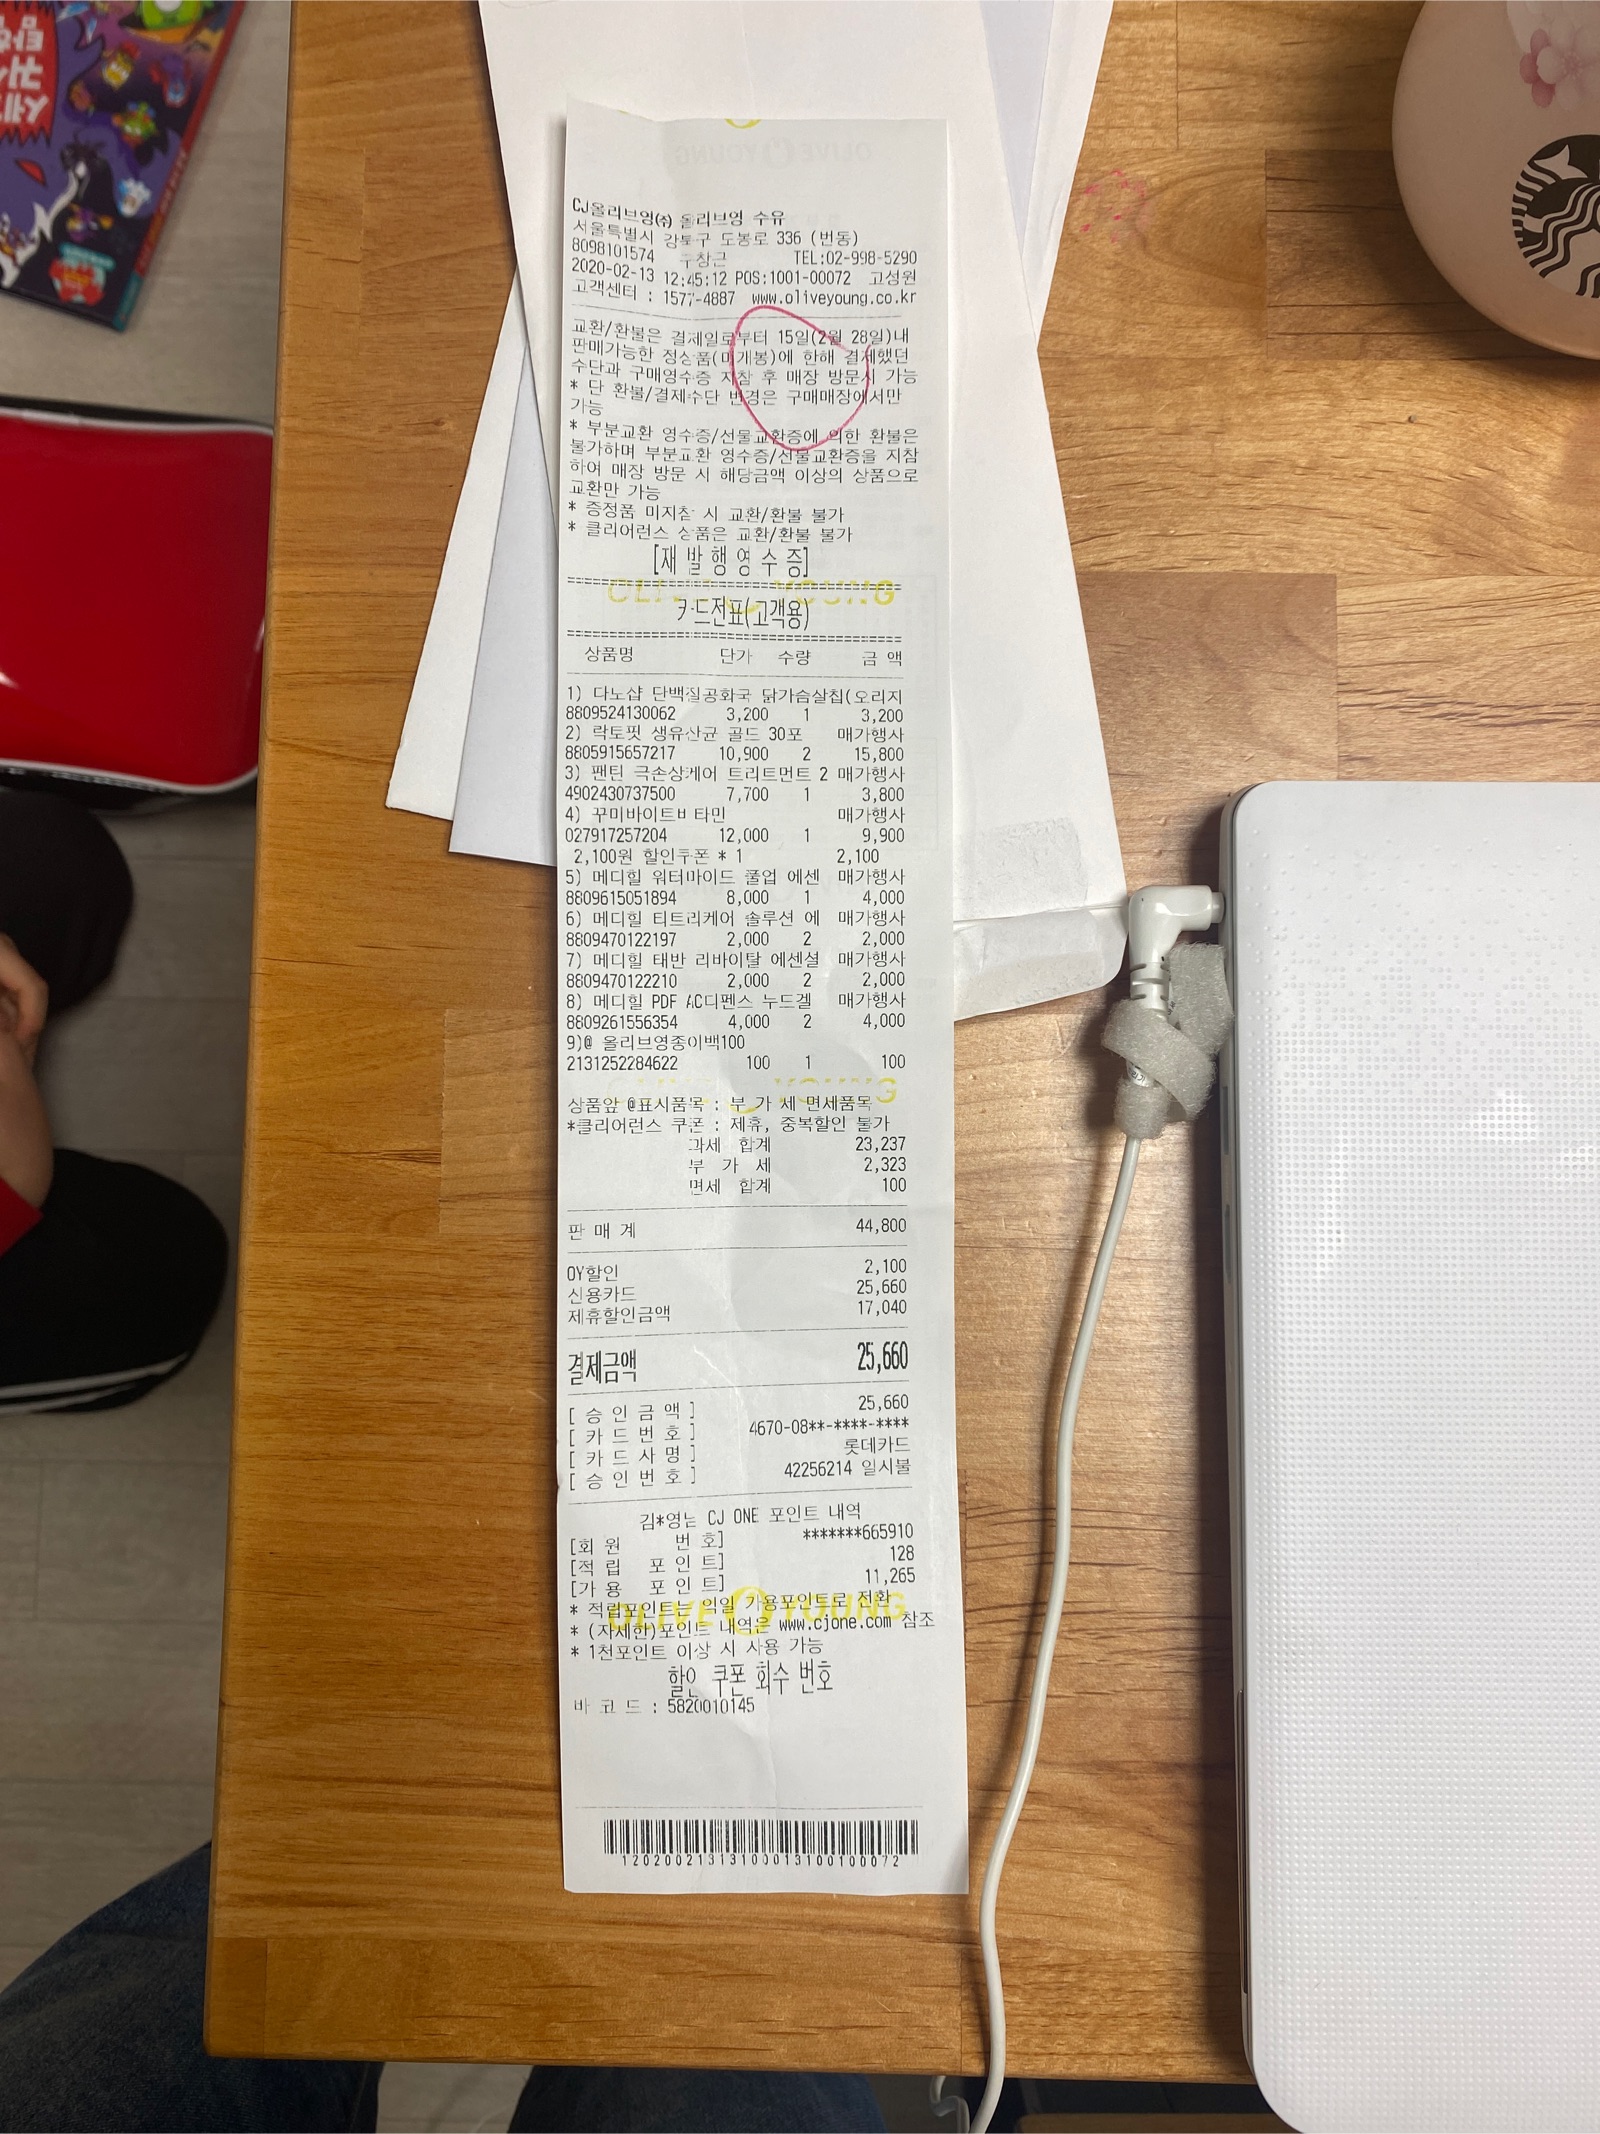 CJ올리브영(주) 올리브영 수유
서울특별시 강북구 도봉로 336 (번동)
8098101574 구창근 TEL:02-998-5290
2020-02-13 12:45:12 POS:1001-00072 고성원
고객센터 : 1577-4887 www.oliveyoung.co.kr
교환/환불은 결제일로부터 15일(2월 28일)내
판매가능한 정상품(미개봉)에 한해 결제했던
수단과 구매영수증 지참 후 매장 방문시 가능
* 단 환불/결제수단 변경은 구매매장에서만
가능
* 부분교환 영수증/선물교환증에 의한 환불은
불가하며 부분교환 영수증/선물교환증을 지참
하여 매장 방문 시 해당금액 이상의 상품으로
교환만 가능
* 증정품 미지참 시 교환/환불 불가
* 클리어런스 상품은 교환/환불 불가
[재 발 행 영 수 증]
OLIVE YOUNG
카드전표(고객용)
상품명 단가 수량 금 액
1) 다노샵 단백질공화국 닭가슴살칩(오리지
8809524130062 3,200 1 3,200
2) 락토핏 생유산균 골드 30포 매가행사
8805915657217 10,900 2 15,800
3) 팬틴 극손상케어 트리트먼트 2 매가행사
4902430737500 7,700 1 3,800
4) 꾸미바이트비타민 매가행사
027917257204 12,000 1 9,900
2,100원 할인쿠폰 * 1 2,100
5) 메디힐 워터마이드 풀업 에센 매가행사
8809615051894 8,000 1 4,000
6) 메디힐 티트리케어 솔루션 에 매가행사
8809470122197 2,000 2 2,000
7) 메디힐 태반 리바이탈 에센셜 매가행사
8809470122210 2,000 2 2,000
8) 메디힐 PDF AC디펜스 누드겔 매가행사
8809261556354 4,000 2 4,000
9)@ 올리브영종이백100
2131252284622 100 1 100
상품앞 @표시품목 : 부 가 세 면세품목
*클리어런스 쿠폰 : 제휴, 중복할인 불가
과세 합계 23,237
부 가 세 2,323
면세 합계 100
판 매 계 44,800
OY할인 2,100
신용카드 25,660
제휴할인금액 17,040
결제금액 25,660
[ 승 인 금 액 ] 25,660
[ 카 드 번 호 ] 4670-08**-****-****
[ 카 드 사 명 ] 롯데카드
[ 승 인 번 호 ] 42256214 일시불
김*영님 CJ ONE 포인트 내역
[회 원 번 호] *******665910
[적 립 포 인 트] 128
[가 용 포 인 트] 11,265
* 적립포인트는 익일 가용포인트로 전환
OLIVE YOUNG
* (자세한)포인트 내역은 www.cjone.com 참조
* 1천포인트 이상 시 사용 가능
할인 쿠폰 회수 번호
바 코 드 : 5820010145
12020021313100013100100072